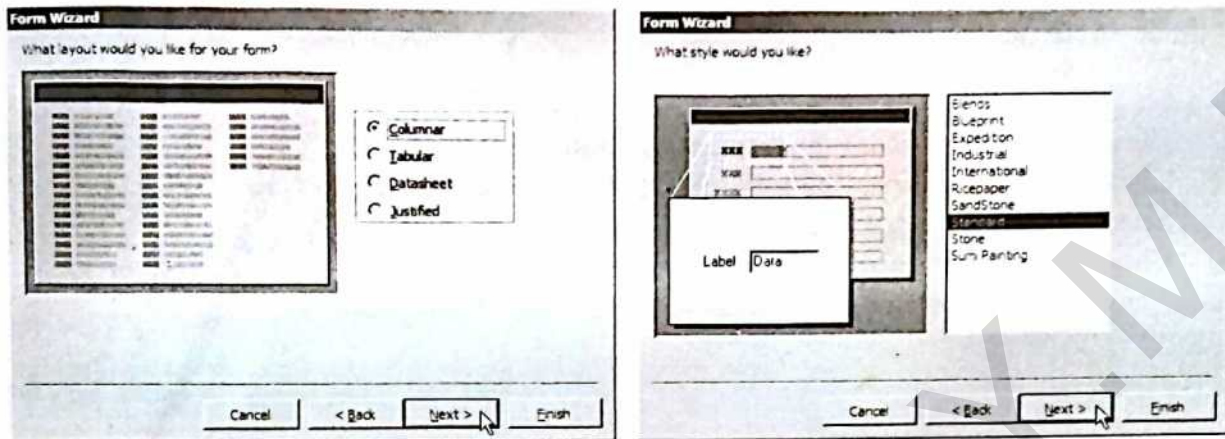 Form Wizard
What layout would you like for your form?
Columnar
Tabular
Datasheet
Justified
Cancel
< Back
Next >
Finish
Form Wizard
What style would you like?
xxx
xxx
Label Data
Blends
Blueprint
Expedition
Industrial
International
Ricepaper
SandStone
Standard
Stone
Sumi Painting
Cancel
< Back
Next >
Finish
Y.M